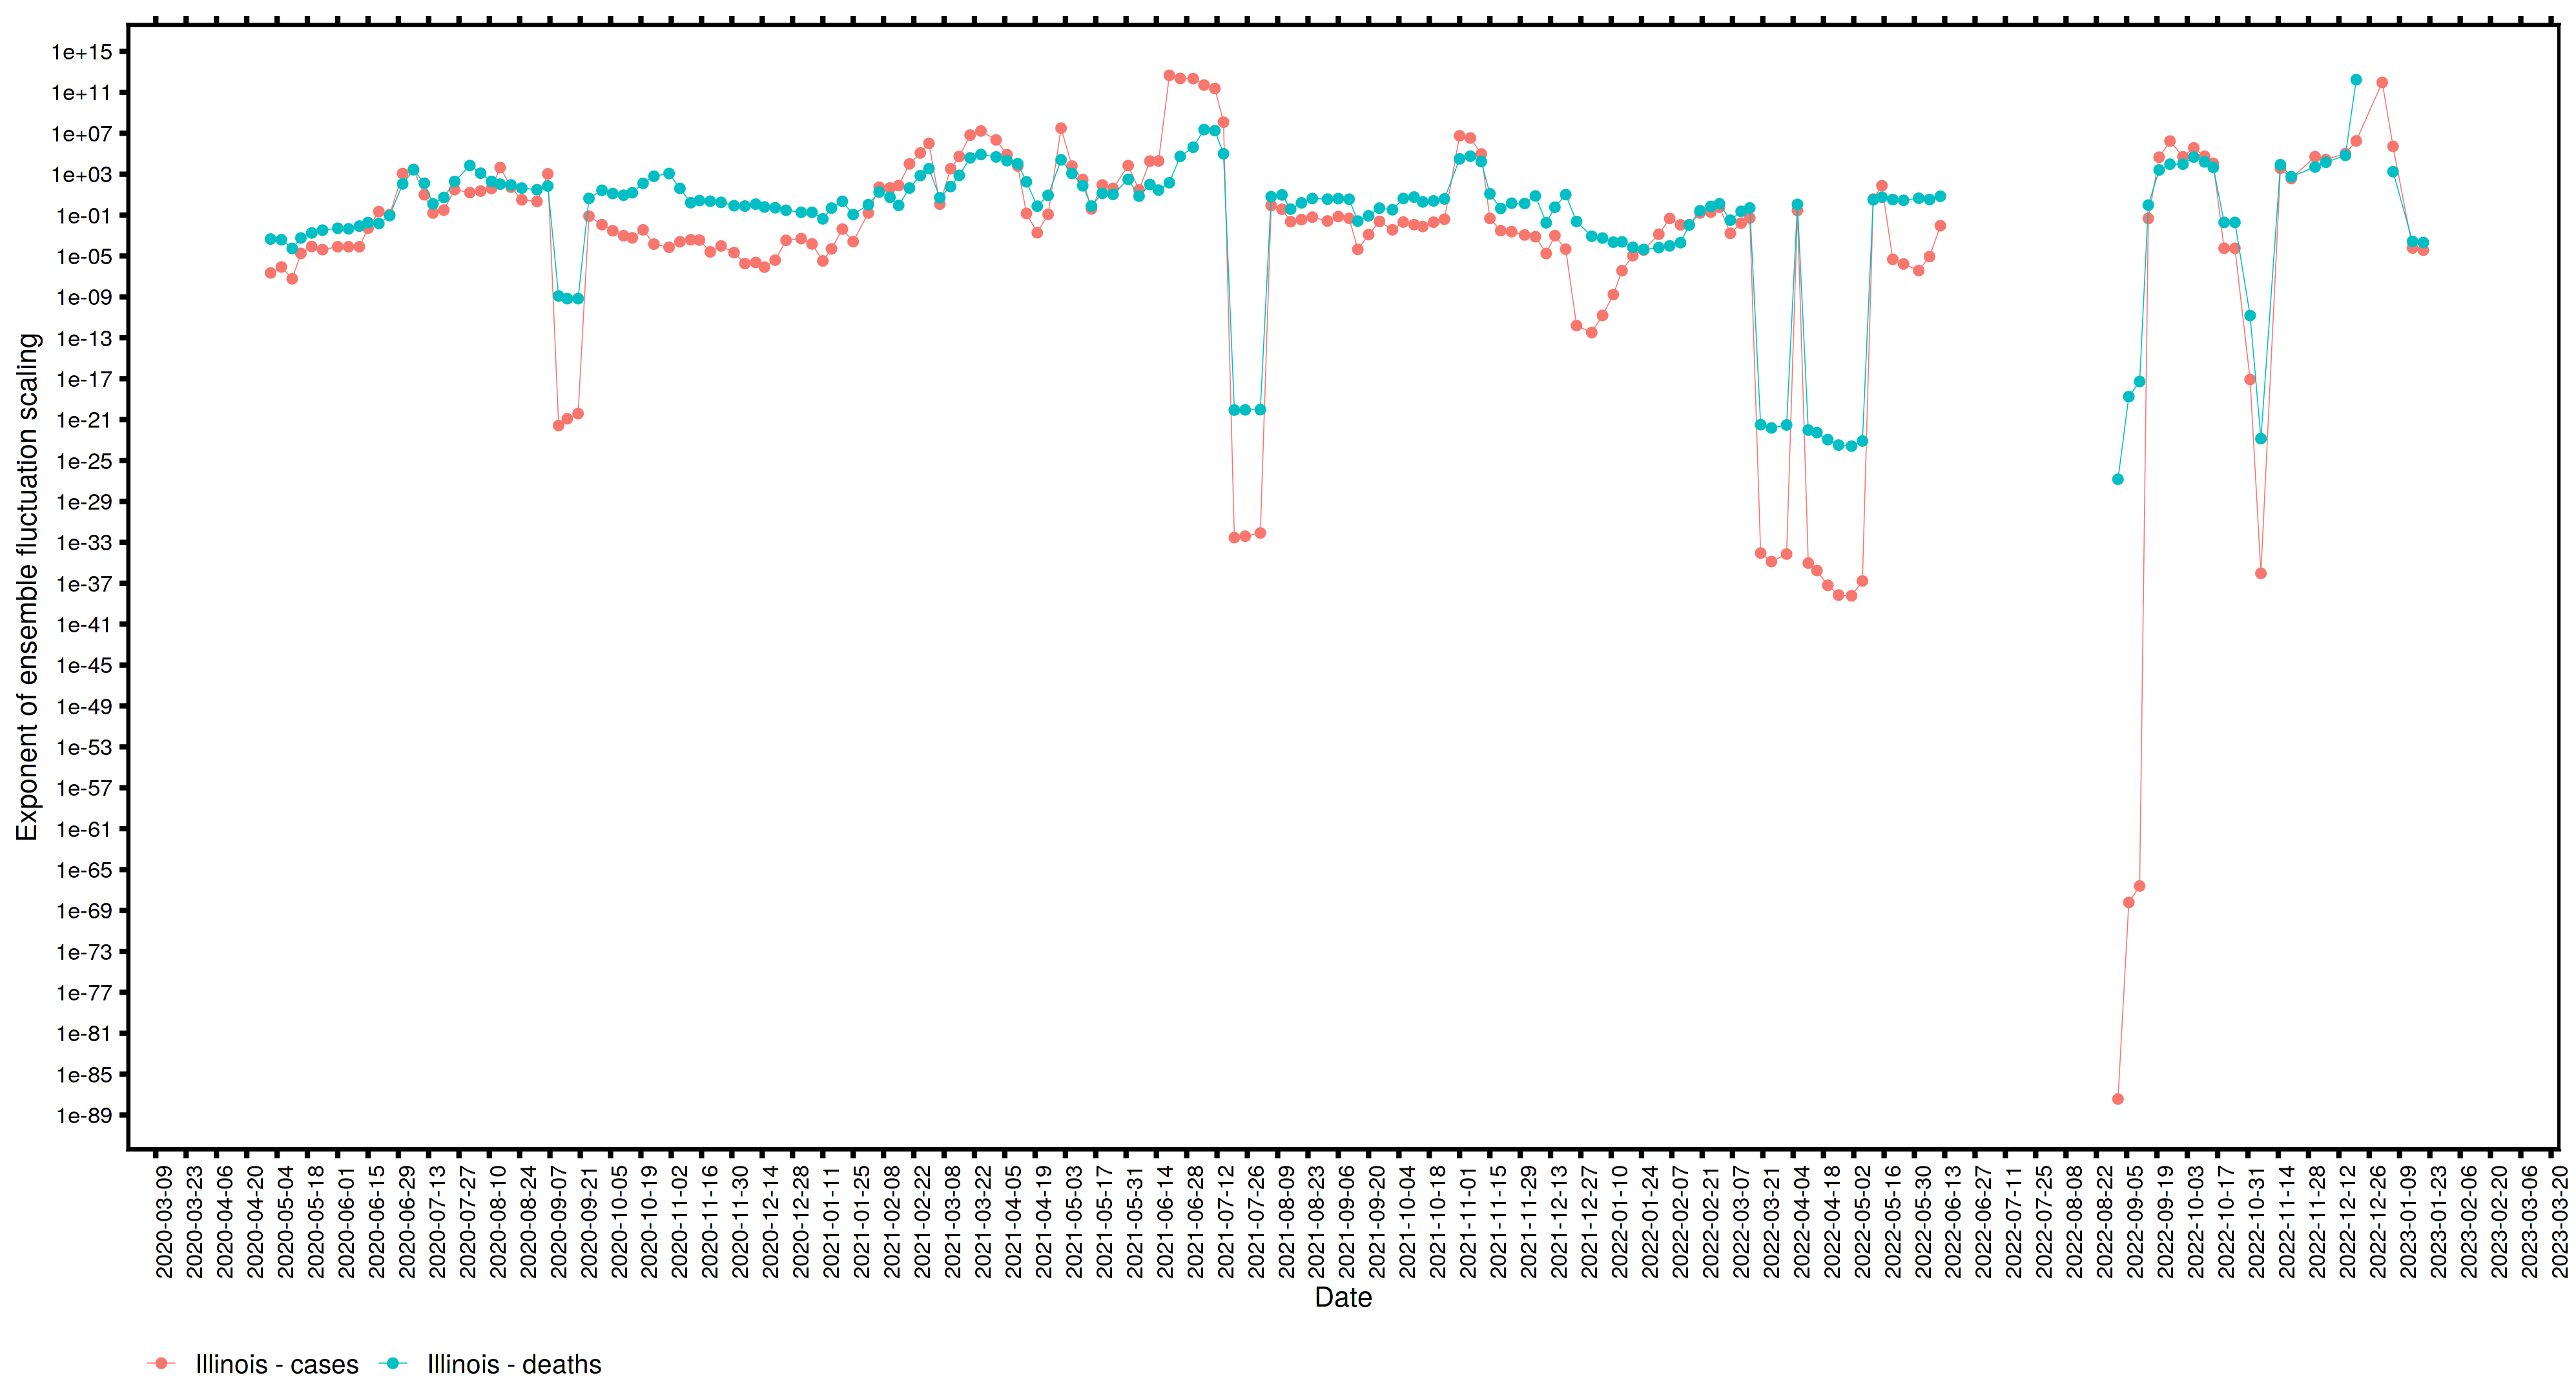 Exponent of ensemble fluctuation scaling
1e+15
1e+11
1e+07
1e+03
1e-01
1e-05
1e-09
1e-13
1e-17
1e-21
1e-25
1e-29
1e-33
1e-37
1e-41
1e-45
1e-49
1e-53
1e-57
1e-61
1e-65
1e-69
1e-73
1e-77
1e-81
1e-85
1e-89
2020-03-09
2020-03-23
2020-04-06
2020-04-20
2020-05-04
2020-05-18
2020-06-01
2020-06-15
2020-06-29
2020-07-13
2020-07-27
2020-08-10
2020-08-24
2020-09-07
2020-09-21
2020-10-05
2020-10-19
2020-11-02
2020-11-16
2020-11-30
2020-12-14
2020-12-28
2021-01-11
2021-01-25
2021-02-08
2021-02-22
2021-03-08
2021-03-22
2021-04-05
2021-04-19
2021-05-03
2021-05-17
2021-05-31
2021-06-14
2021-06-28
2021-07-12
2021-07-26
2021-08-09
2021-08-23
2021-09-06
2021-09-20
2021-10-04
2021-10-18
2021-11-01
2021-11-15
2021-11-29
2021-12-13
2021-12-27
2022-01-10
2022-01-24
2022-02-07
2022-02-21
2022-03-07
2022-03-21
2022-04-04
2022-04-18
2022-05-02
2022-05-16
2022-05-30
2022-06-13
2022-06-27
2022-07-11
2022-07-25
2022-08-08
2022-08-22
2022-09-05
2022-09-19
2022-10-03
2022-10-17
2022-10-31
2022-11-14
2022-11-28
2022-12-12
2022-12-26
2023-01-09
2023-01-23
2023-02-06
2023-02-20
2023-03-06
2023-03-20
Date
Illinois - cases
Illinois - deaths